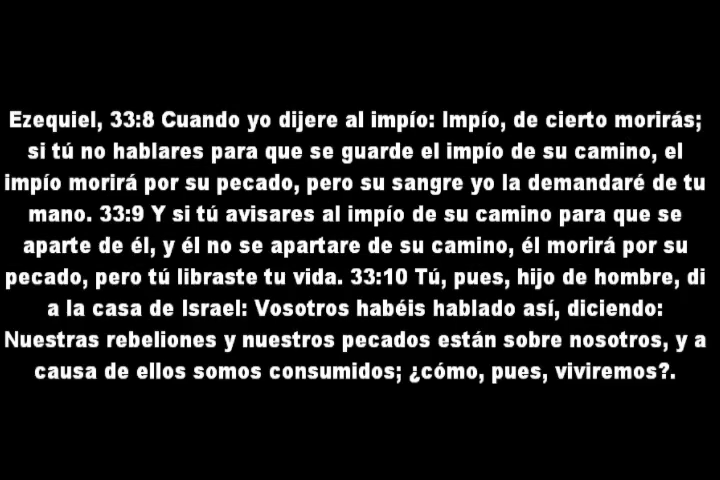 Ezequiel, 33:8 Cuando yo dijere al impío: Impío, de cierto morirás;
si tú no hablares para que se guarde el impío de su camino, el
impío morirá por su pecado, pero su sangre yo la demandaré de tu
mano. 33:9 Y si tú avisares al impío de su camino para que se
aparte de él, y él no se apartare de su camino, él morirá por su
pecado, pero tú libraste tu vida. 33:10 Tú, pues, hijo de hombre, di
a la casa de Israel: Vosotros habéis hablado así, diciendo:
Nuestras rebeliones y nuestros pecados están sobre nosotros, y a
causa de ellos somos consumidos; ¿cómo, pues, viviremos?.